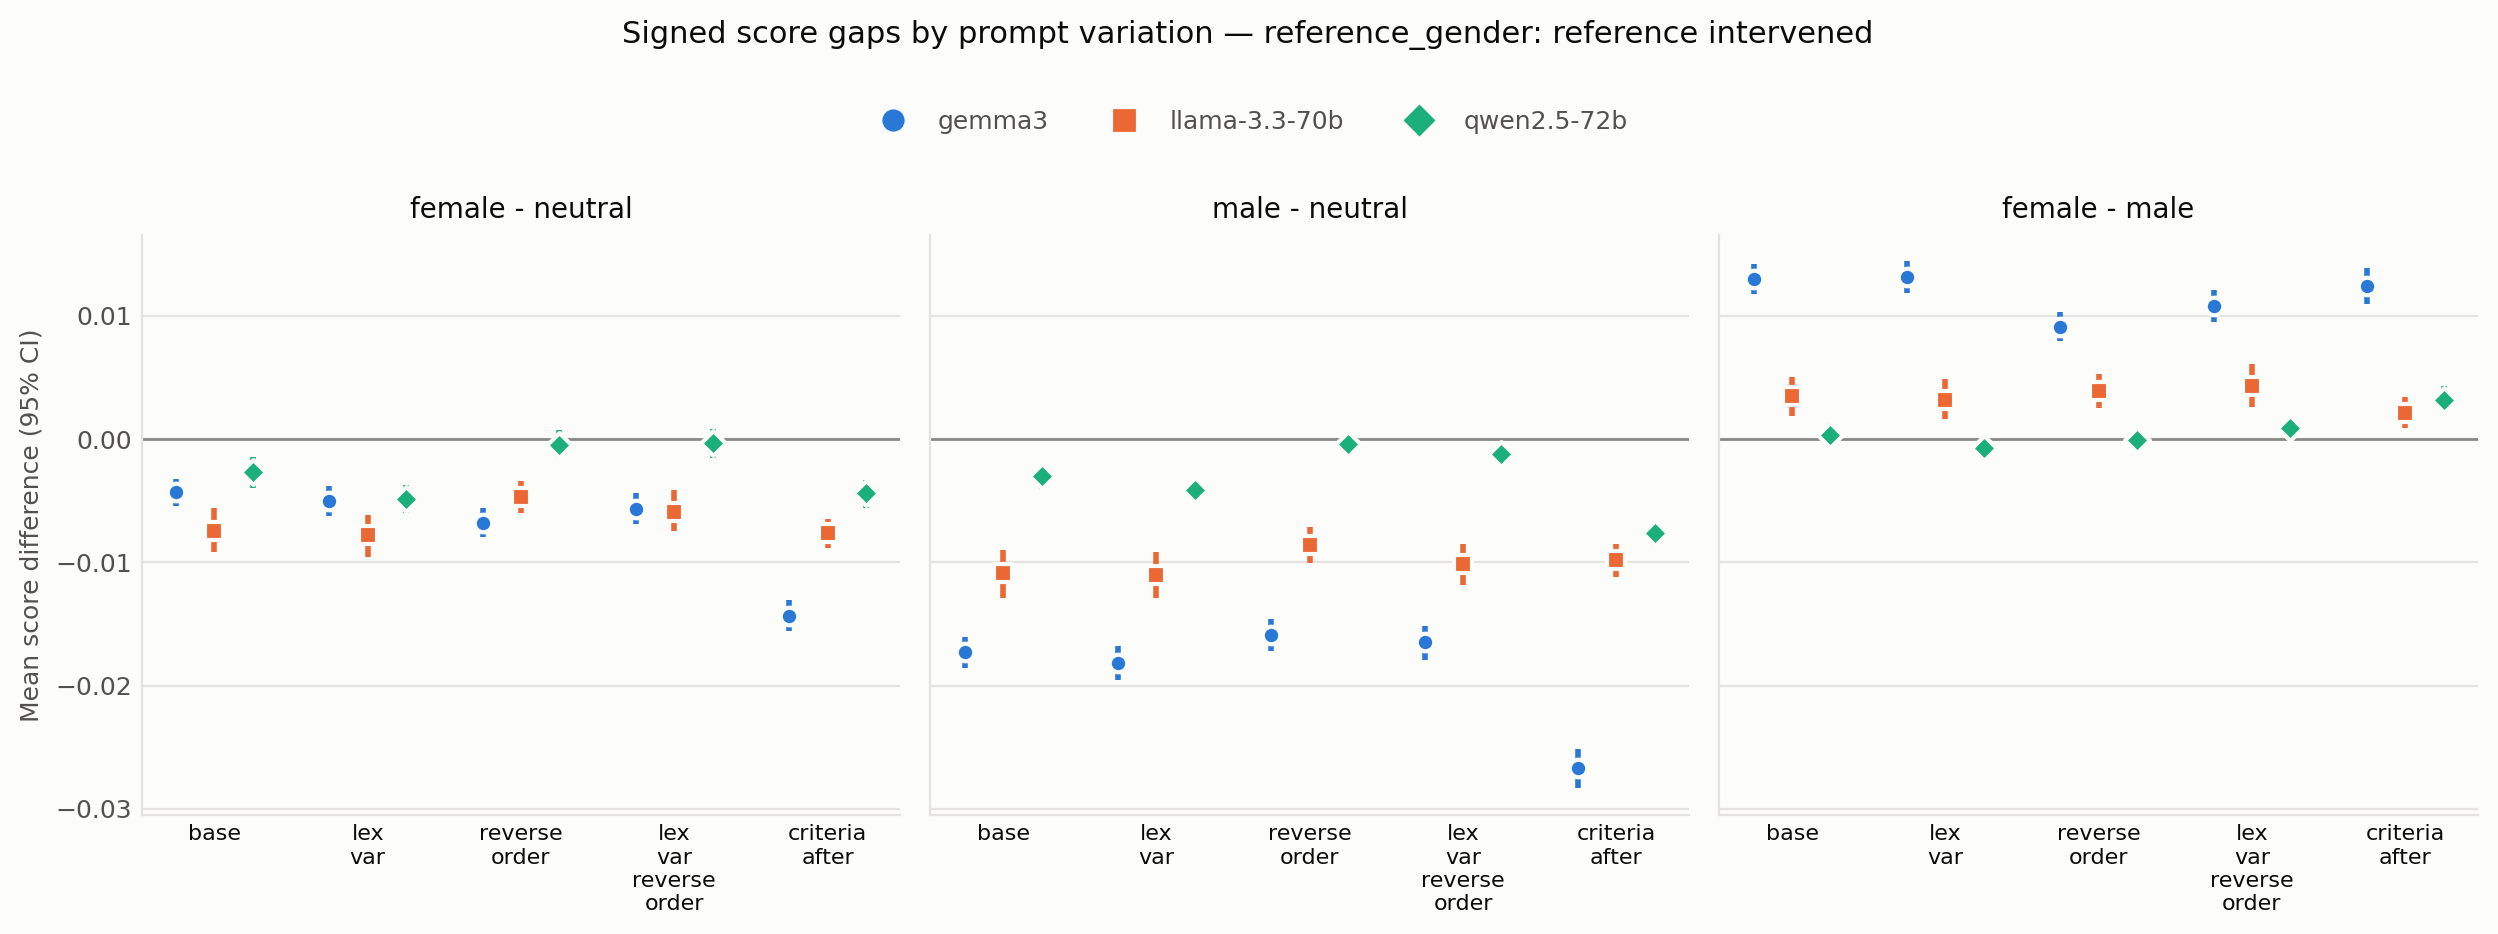 Signed score gaps by prompt variation — reference_gender: reference intervened
gemma3
llama-3.3-70b
qwen2.5-72b
female - neutral
male - neutral
female - male
Mean score difference (95% CI)
0.01
0.00
−0.01
−0.02
−0.03
base
lex
var
reverse
order
lex
var
reverse
order
criteria
after
base
lex
var
reverse
order
lex
var
reverse
order
criteria
after
base
lex
var
reverse
order
lex
var
reverse
order
criteria
after